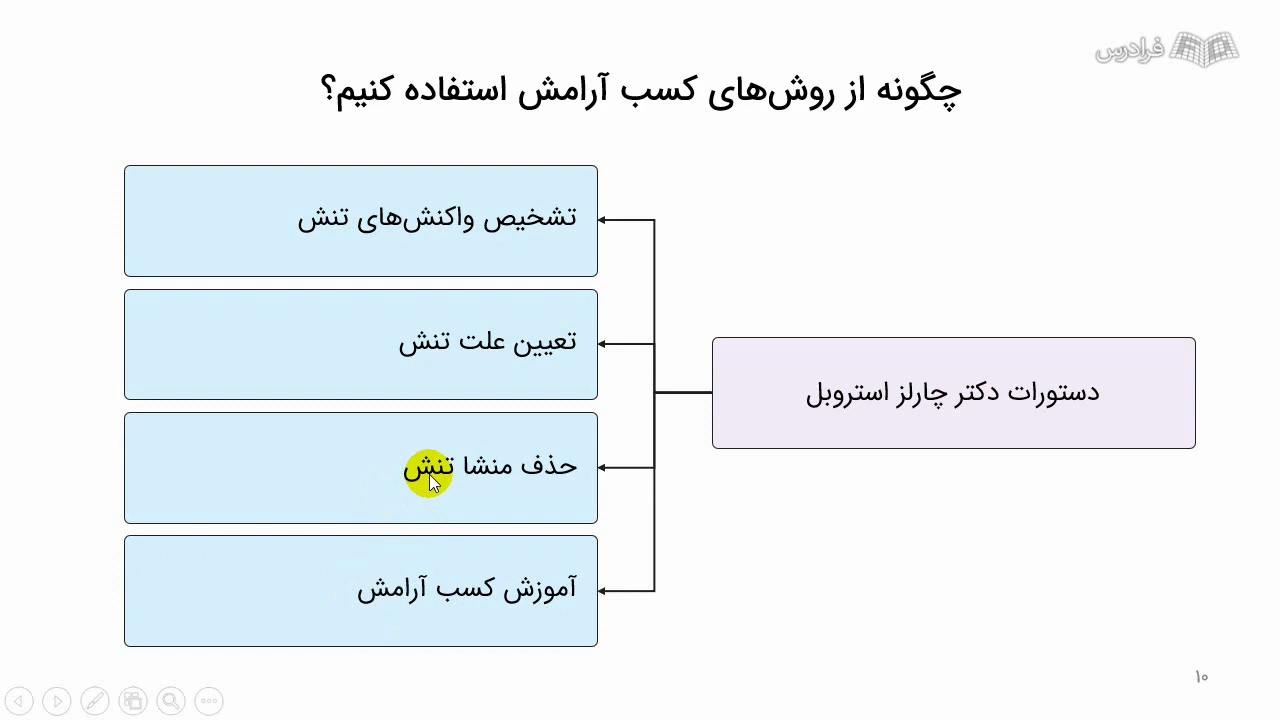 فرادرس
چگونه از روش‌های کسب آرامش استفاده کنیم؟
دستورات دکتر چارلز استروبل
تشخیص واکنش‌های تنش
تعیین علت تنش
حذف منشا تنش
آموزش کسب آرامش
۱۰